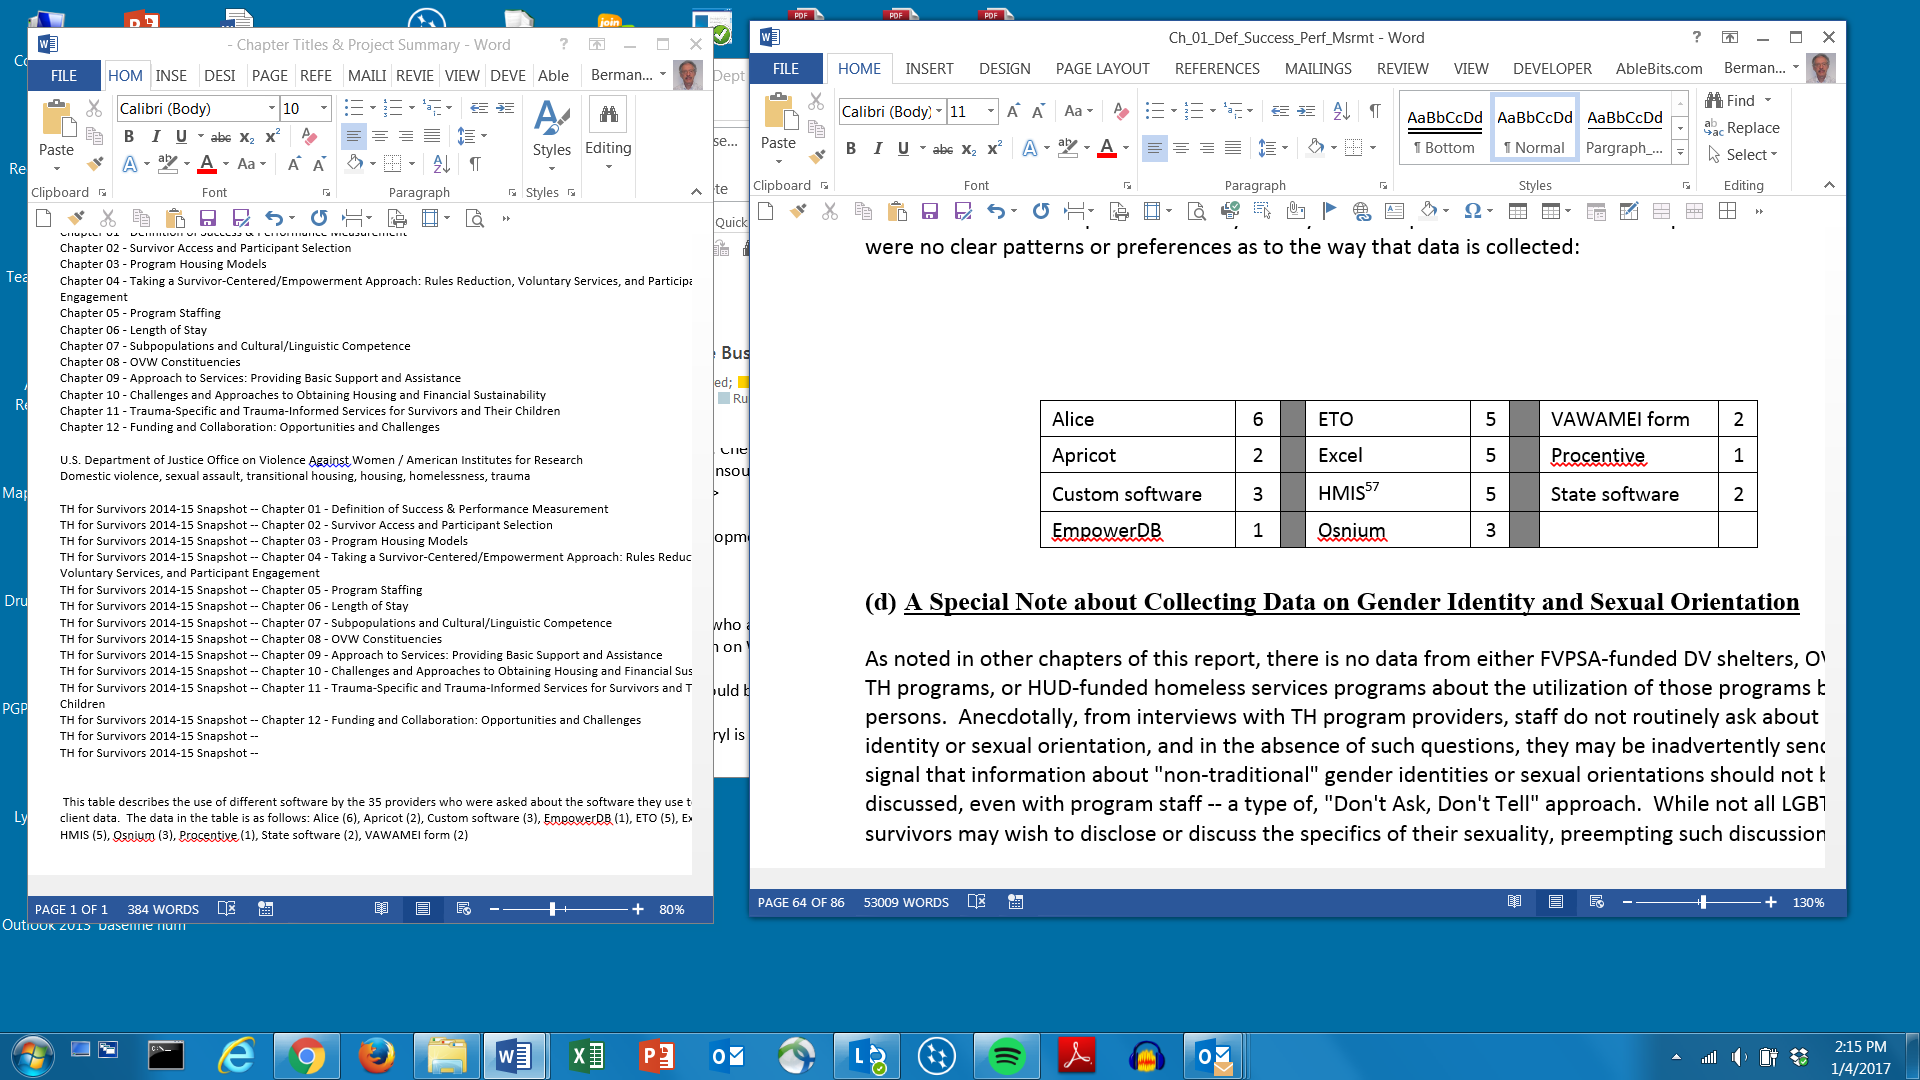 - Chapter Titles & Project Summary - Word
FILE HOM INSE DESI PAGE REFE MAILI REVIE VIEW DEVE Able Berman...
Calibri (Body) 10
Paste
Styles
Editing
Clipboard Font Paragraph Styles
Chapter 01 - Definition of Success & Performance Measurement
Chapter 02 - Survivor Access and Participant Selection
Chapter 03 - Program Housing Models
Chapter 04 - Taking a Survivor-Centered/Empowerment Approach: Rules Reduction, Voluntary Services, and Participa
Engagement
Chapter 05 - Program Staffing
Chapter 06 - Length of Stay
Chapter 07 - Subpopulations and Cultural/Linguistic Competence
Chapter 08 - OVW Constituencies
Chapter 09 - Approach to Services: Providing Basic Support and Assistance
Chapter 10 - Challenges and Approaches to Obtaining Housing and Financial Sustainability
Chapter 11 - Trauma-Specific and Trauma-Informed Services for Survivors and Their Children
Chapter 12 - Funding and Collaboration: Opportunities and Challenges
U.S. Department of Justice Office on Violence Against Women / American Institutes for Research
Domestic violence, sexual assault, transitional housing, housing, homelessness, trauma
TH for Survivors 2014-15 Snapshot -- Chapter 01 - Definition of Success & Performance Measurement
TH for Survivors 2014-15 Snapshot -- Chapter 02 - Survivor Access and Participant Selection
TH for Survivors 2014-15 Snapshot -- Chapter 03 - Program Housing Models
TH for Survivors 2014-15 Snapshot -- Chapter 04 - Taking a Survivor-Centered/Empowerment Approach: Rules Reduc
Voluntary Services, and Participant Engagement
TH for Survivors 2014-15 Snapshot -- Chapter 05 - Program Staffing
TH for Survivors 2014-15 Snapshot -- Chapter 06 - Length of Stay
TH for Survivors 2014-15 Snapshot -- Chapter 07 - Subpopulations and Cultural/Linguistic Competence
TH for Survivors 2014-15 Snapshot -- Chapter 08 - OVW Constituencies
TH for Survivors 2014-15 Snapshot -- Chapter 09 - Approach to Services: Providing Basic Support and Assistance
TH for Survivors 2014-15 Snapshot -- Chapter 10 - Challenges and Approaches to Obtaining Housing and Financial Sus
TH for Survivors 2014-15 Snapshot -- Chapter 11 - Trauma-Specific and Trauma-Informed Services for Survivors and T
Children
TH for Survivors 2014-15 Snapshot -- Chapter 12 - Funding and Collaboration: Opportunities and Challenges
TH for Survivors 2014-15 Snapshot --
TH for Survivors 2014-15 Snapshot --
This table describes the use of different software by the 35 providers who were asked about the software they use t
client data. The data in the table is as follows: Alice (6), Apricot (2), Custom software (3), EmpowerDB (1), ETO (5), Ex
HMIS (5), Osnium (3), Procentive (1), State software (2), VAWAMEI form (2)
PAGE 1 OF 1 384 WORDS 80%
Outlook 2013 baseline num
Ch_01_Def_Success_Perf_Msrmt - Word
FILE HOME INSERT DESIGN PAGE LAYOUT REFERENCES MAILINGS REVIEW VIEW DEVELOPER AbleBits.com Berman...
Calibri (Body) 11
Paste
AaBbCcDd AaBbCcDd AaBbCcDd
¶ Bottom ¶ Normal Pargraph_...
Find
Replace
Select
Clipboard Font Paragraph Styles Editing
were no clear patterns or preferences as to the way that data is collected:
Alice 6 ETO 5 VAWAMEI form 2
Apricot 2 Excel 5 Procentive 1
Custom software 3 HMIS57 5 State software 2
EmpowerDB 1 Osnium 3
(d) A Special Note about Collecting Data on Gender Identity and Sexual Orientation
As noted in other chapters of this report, there is no data from either FVPSA-funded DV shelters, OV
TH programs, or HUD-funded homeless services programs about the utilization of those programs b
persons. Anecdotally, from interviews with TH program providers, staff do not routinely ask about
identity or sexual orientation, and in the absence of such questions, they may be inadvertently send
signal that information about "non-traditional" gender identities or sexual orientations should not b
discussed, even with program staff -- a type of, "Don't Ask, Don't Tell" approach. While not all LGBT
survivors may wish to disclose or discuss the specifics of their sexuality, preempting such discussion
PAGE 64 OF 86 53009 WORDS 130%
2:15 PM
1/4/2017